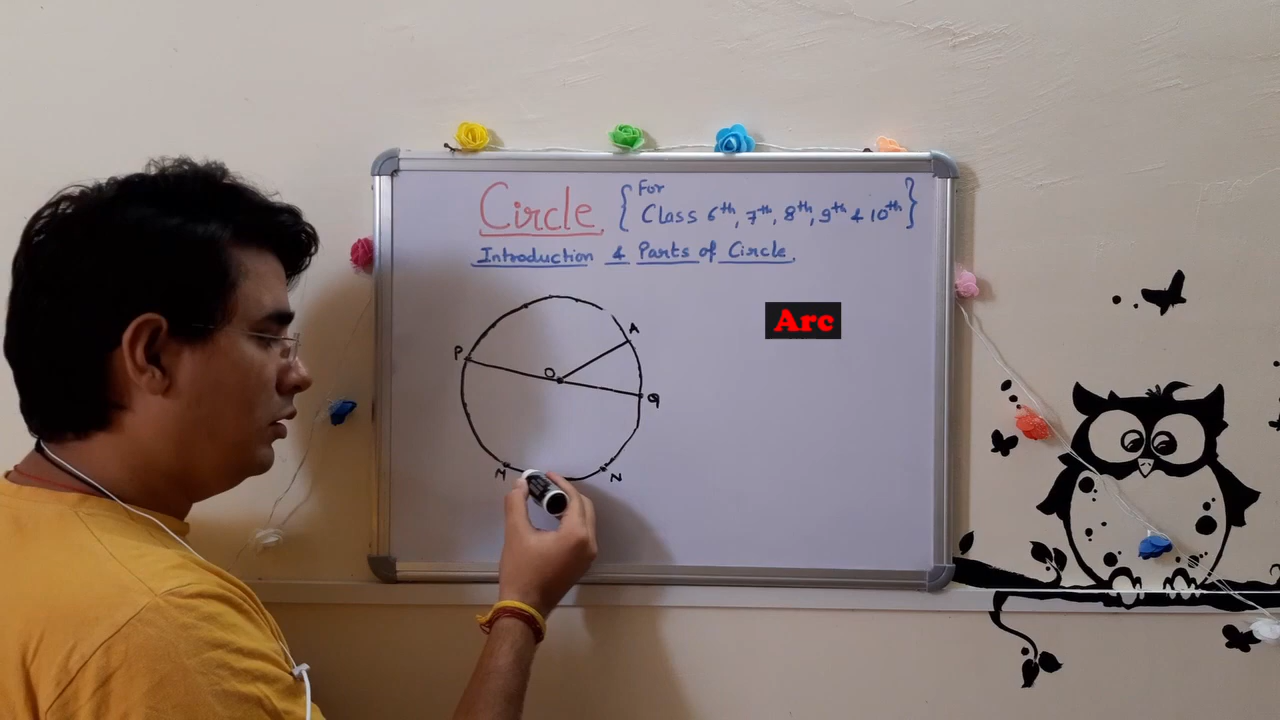 Circle
{ For
Class 6th, 7th, 8th, 9th & 10th }
Introduction & Parts of Circle.
Arc
A
P
O
Q
M
N